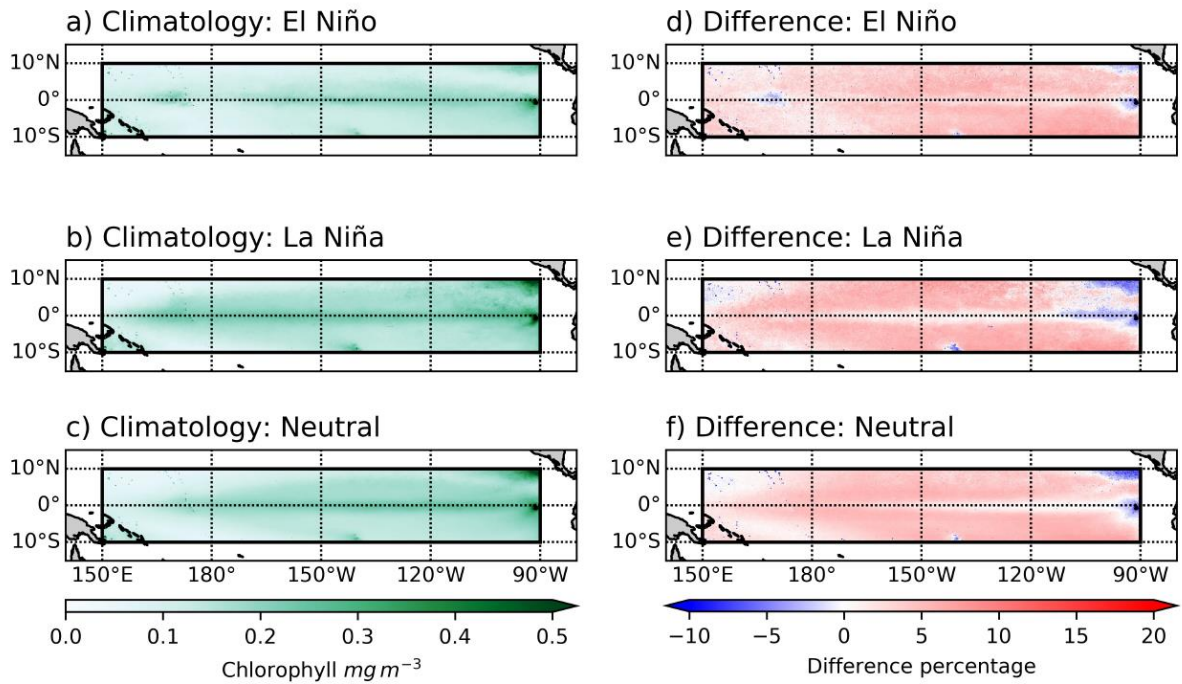 a) Climatology: El Niño
10°N
0°
10°S
b) Climatology: La Niña
10°N
0°
10°S
c) Climatology: Neutral
10°N
0°
10°S
150°E 180° 150°W 120°W 90°W
0.0 0.1 0.2 0.3 0.4 0.5
Chlorophyll mg m⁻³
d) Difference: El Niño
10°N
0°
10°S
e) Difference: La Niña
10°N
0°
10°S
f) Difference: Neutral
10°N
0°
10°S
150°E 180° 150°W 120°W 90°W
−10 −5 0 5 10 15 20
Difference percentage